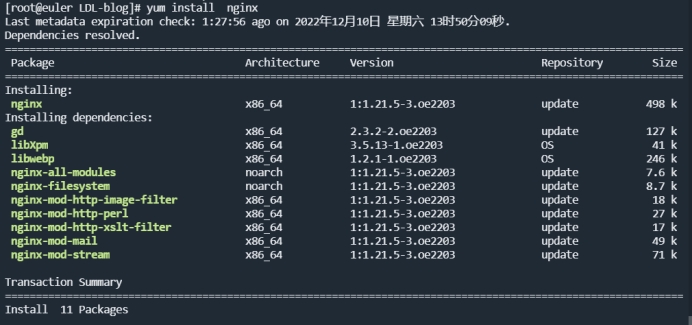 [root@euler LDL-blog]# yum install  nginx
Last metadata expiration check: 1:27:56 ago on 2022年12月10日 星期六 13时50分09秒.
Dependencies resolved.
================================================================================
Package Architecture Version Repository Size
================================================================================
Installing:
nginx x86_64 1:1.21.5-3.oe2203 update 498 k
Installing dependencies:
gd x86_64 2.3.2-2.oe2203 update 127 k
libXpm x86_64 3.5.13-1.oe2203 OS 41 k
libwebp x86_64 1.2.1-1.oe2203 OS 246 k
nginx-all-modules noarch 1:1.21.5-3.oe2203 update 7.6 k
nginx-filesystem noarch 1:1.21.5-3.oe2203 update 8.7 k
nginx-mod-http-image-filter x86_64 1:1.21.5-3.oe2203 update 18 k
nginx-mod-http-perl x86_64 1:1.21.5-3.oe2203 update 27 k
nginx-mod-http-xslt-filter x86_64 1:1.21.5-3.oe2203 update 17 k
nginx-mod-mail x86_64 1:1.21.5-3.oe2203 update 49 k
nginx-mod-stream x86_64 1:1.21.5-3.oe2203 update 71 k
Transaction Summary
================================================================================
Install  11 Packages